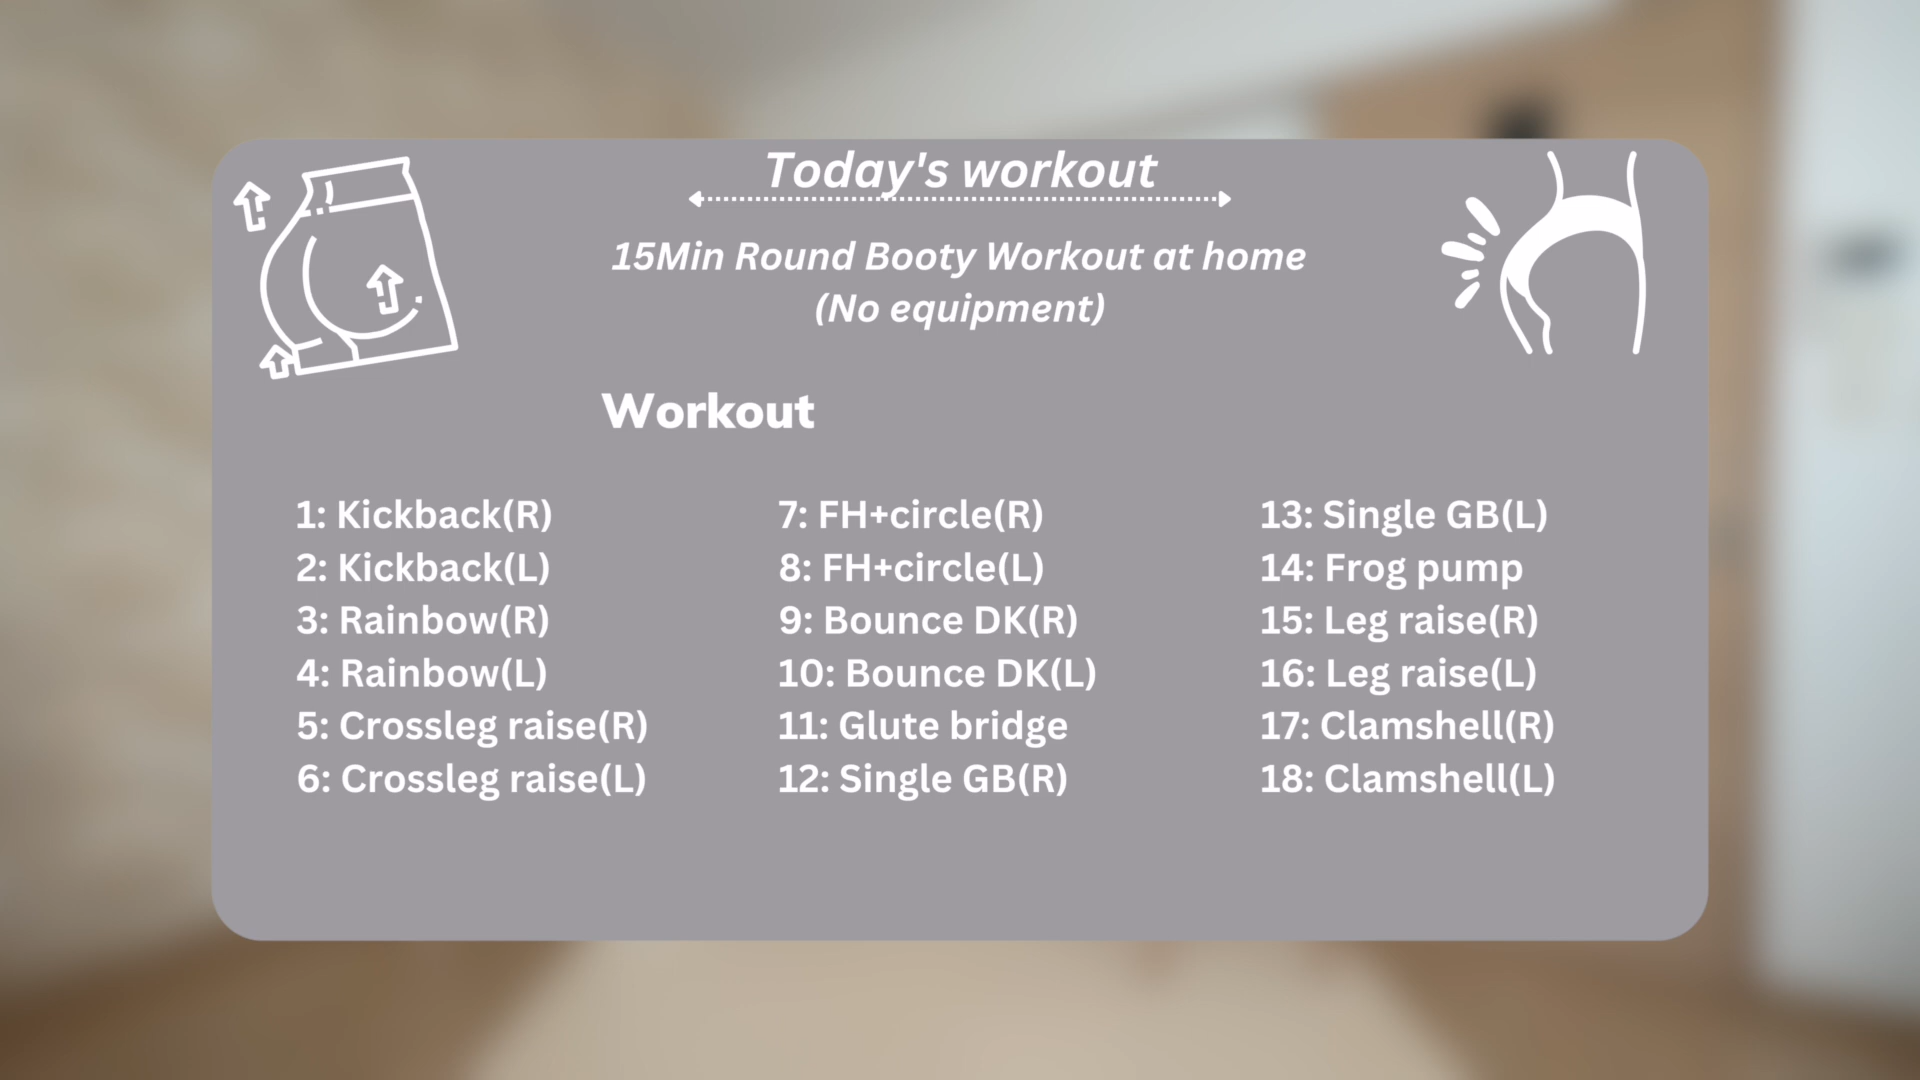 Today's workout
15Min Round Booty Workout at home
(No equipment)
Workout
1: Kickback(R)
2: Kickback(L)
3: Rainbow(R)
4: Rainbow(L)
5: Crossleg raise(R)
6: Crossleg raise(L)
7: FH+circle(R)
8: FH+circle(L)
9: Bounce DK(R)
10: Bounce DK(L)
11: Glute bridge
12: Single GB(R)
13: Single GB(L)
14: Frog pump
15: Leg raise(R)
16: Leg raise(L)
17: Clamshell(R)
18: Clamshell(L)